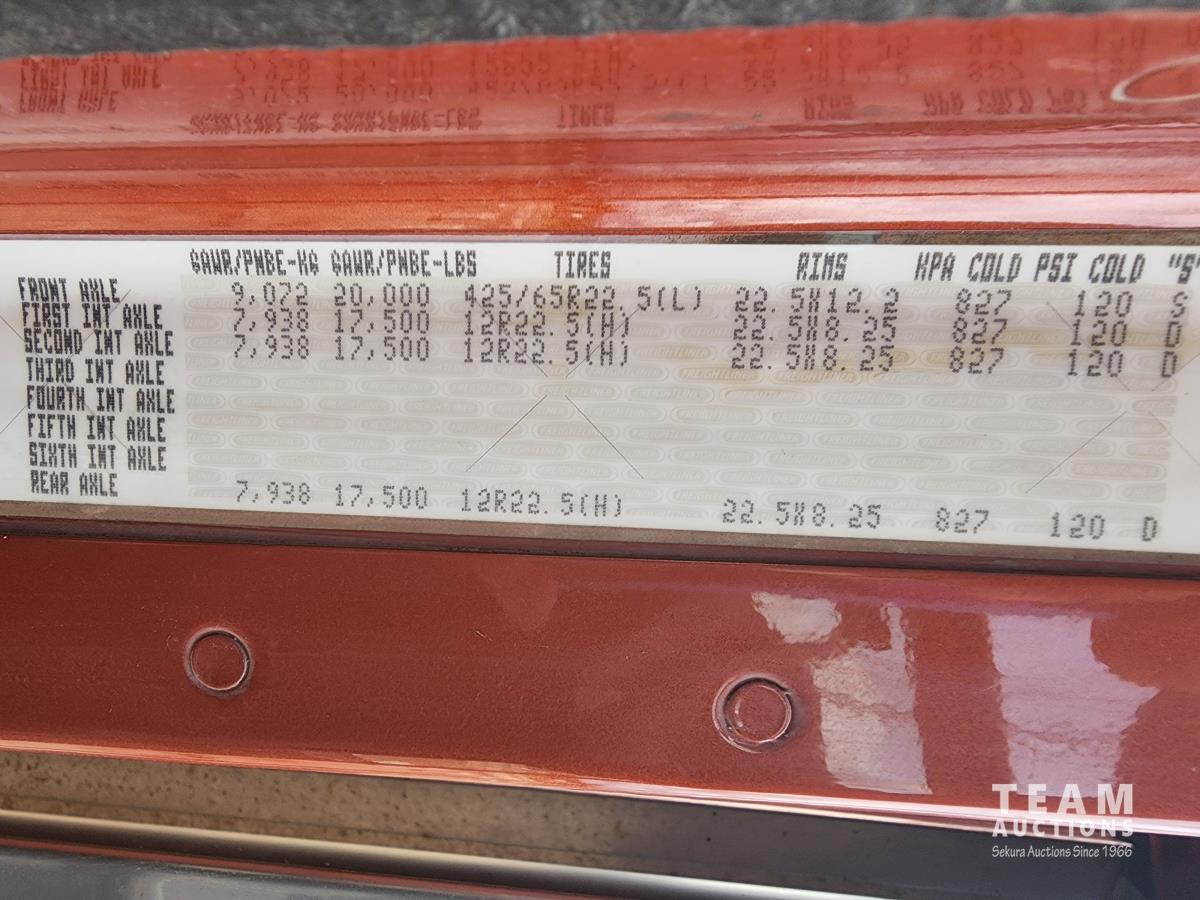 GAWR/PNBE-KG GAWR/PNBE-LBS TIRES RIMS KPA COLD PSI COLD "S"
FRONT AXLE 9,072 20,000 425/65R22.5(L) 22.5X12.2 827 120 S
FIRST INT AXLE 7,938 17,500 12R22.5(H) 22.5X8.25 827 120 D
SECOND INT AXLE 7,938 17,500 12R22.5(H) 22.5X8.25 827 120 D
THIRD INT AXLE
FOURTH INT AXLE
FIFTH INT AXLE
SIXTH INT AXLE
REAR AXLE 7,938 17,500 12R22.5(H) 22.5X8.25 827 120 D
TEAM
AUCTIONS
Sekura Auctions Since 1966